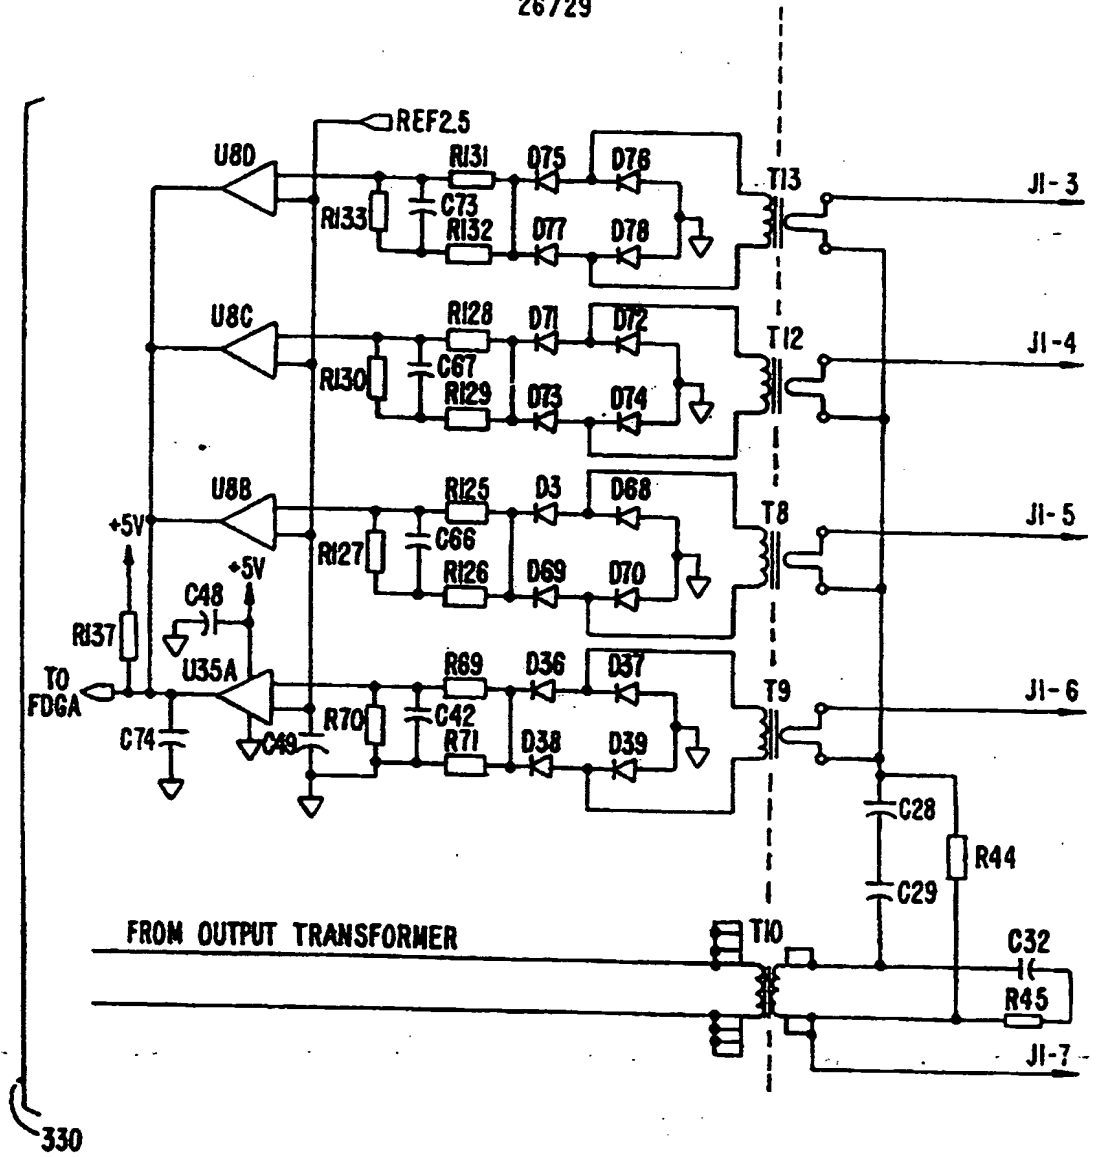 26/29
REF2.5
U8D
R131
D75
D76
T13
J1-3
R133
C73
R132
D77
D78
U8C
R128
D71
D72
T12
J1-4
R130
C67
R129
D73
D74
U8B
R125
D3
D68
T8
J1-5
+5V
R127
C66
R126
D69
D70
+5V
C48
R137
U35A
R69
D36
D37
T9
J1-6
TO
FDGA
C74
C49
R70
C42
R71
D38
D39
C28
R44
C29
FROM OUTPUT TRANSFORMER
T10
C32
R45
J1-7
330